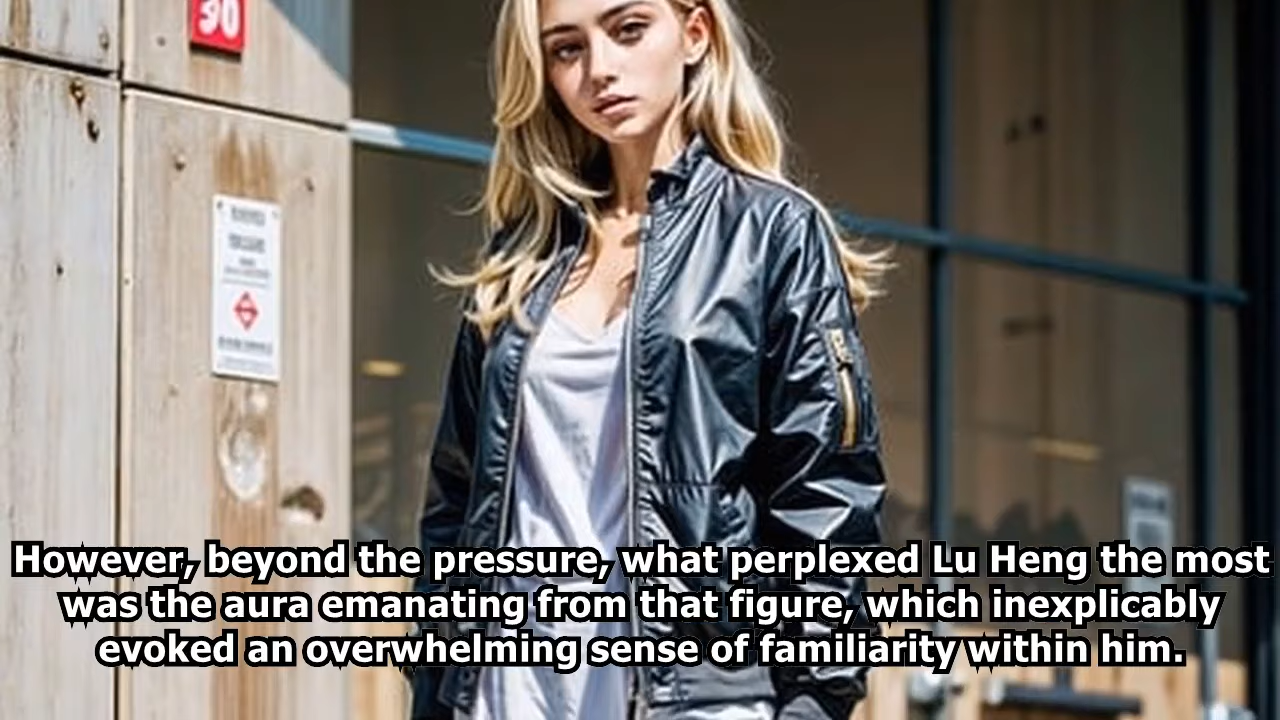 30
However, beyond the pressure, what perplexed Lu Heng the most
was the aura emanating from that figure, which inexplicably
evoked an overwhelming sense of familiarity within him.